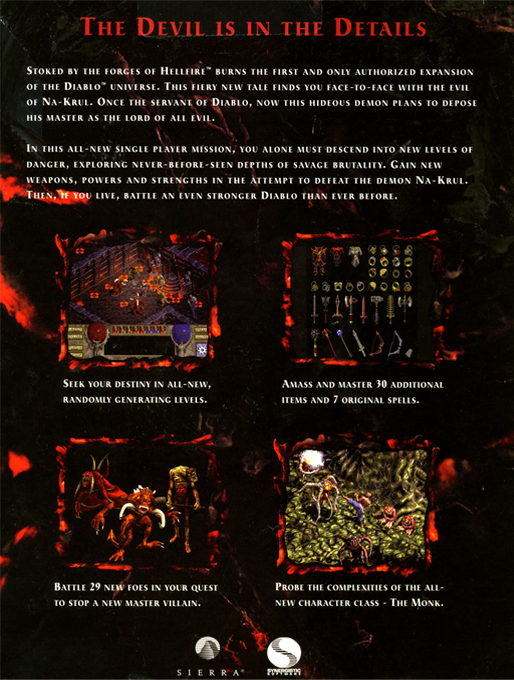 The Devil is in the Details
Stoked by the forges of Hellfire™ burns the first and only authorized expansion
of the Diablo™ universe. This fiery new tale finds you face-to-face with the evil
of Na-Krul. Once the servant of Diablo, now this hideous demon plans to depose
his master as the lord of all evil.
In this all-new single player mission, you alone must descend into new levels of
danger, exploring never-before-seen depths of savage brutality. Gain new
weapons, powers and strengths in the attempt to defeat the demon Na-Krul.
Then, if you live, battle an even stronger Diablo than ever before.
Seek your destiny in all-new,
randomly generating levels.
Amass and master 30 additional
items and 7 original spells.
Battle 29 new foes in your quest
to stop a new master villain.
Probe the complexities of the all-
new character class - The Monk.
SIERRA®
SYNERGISTIC
SOFTWARE